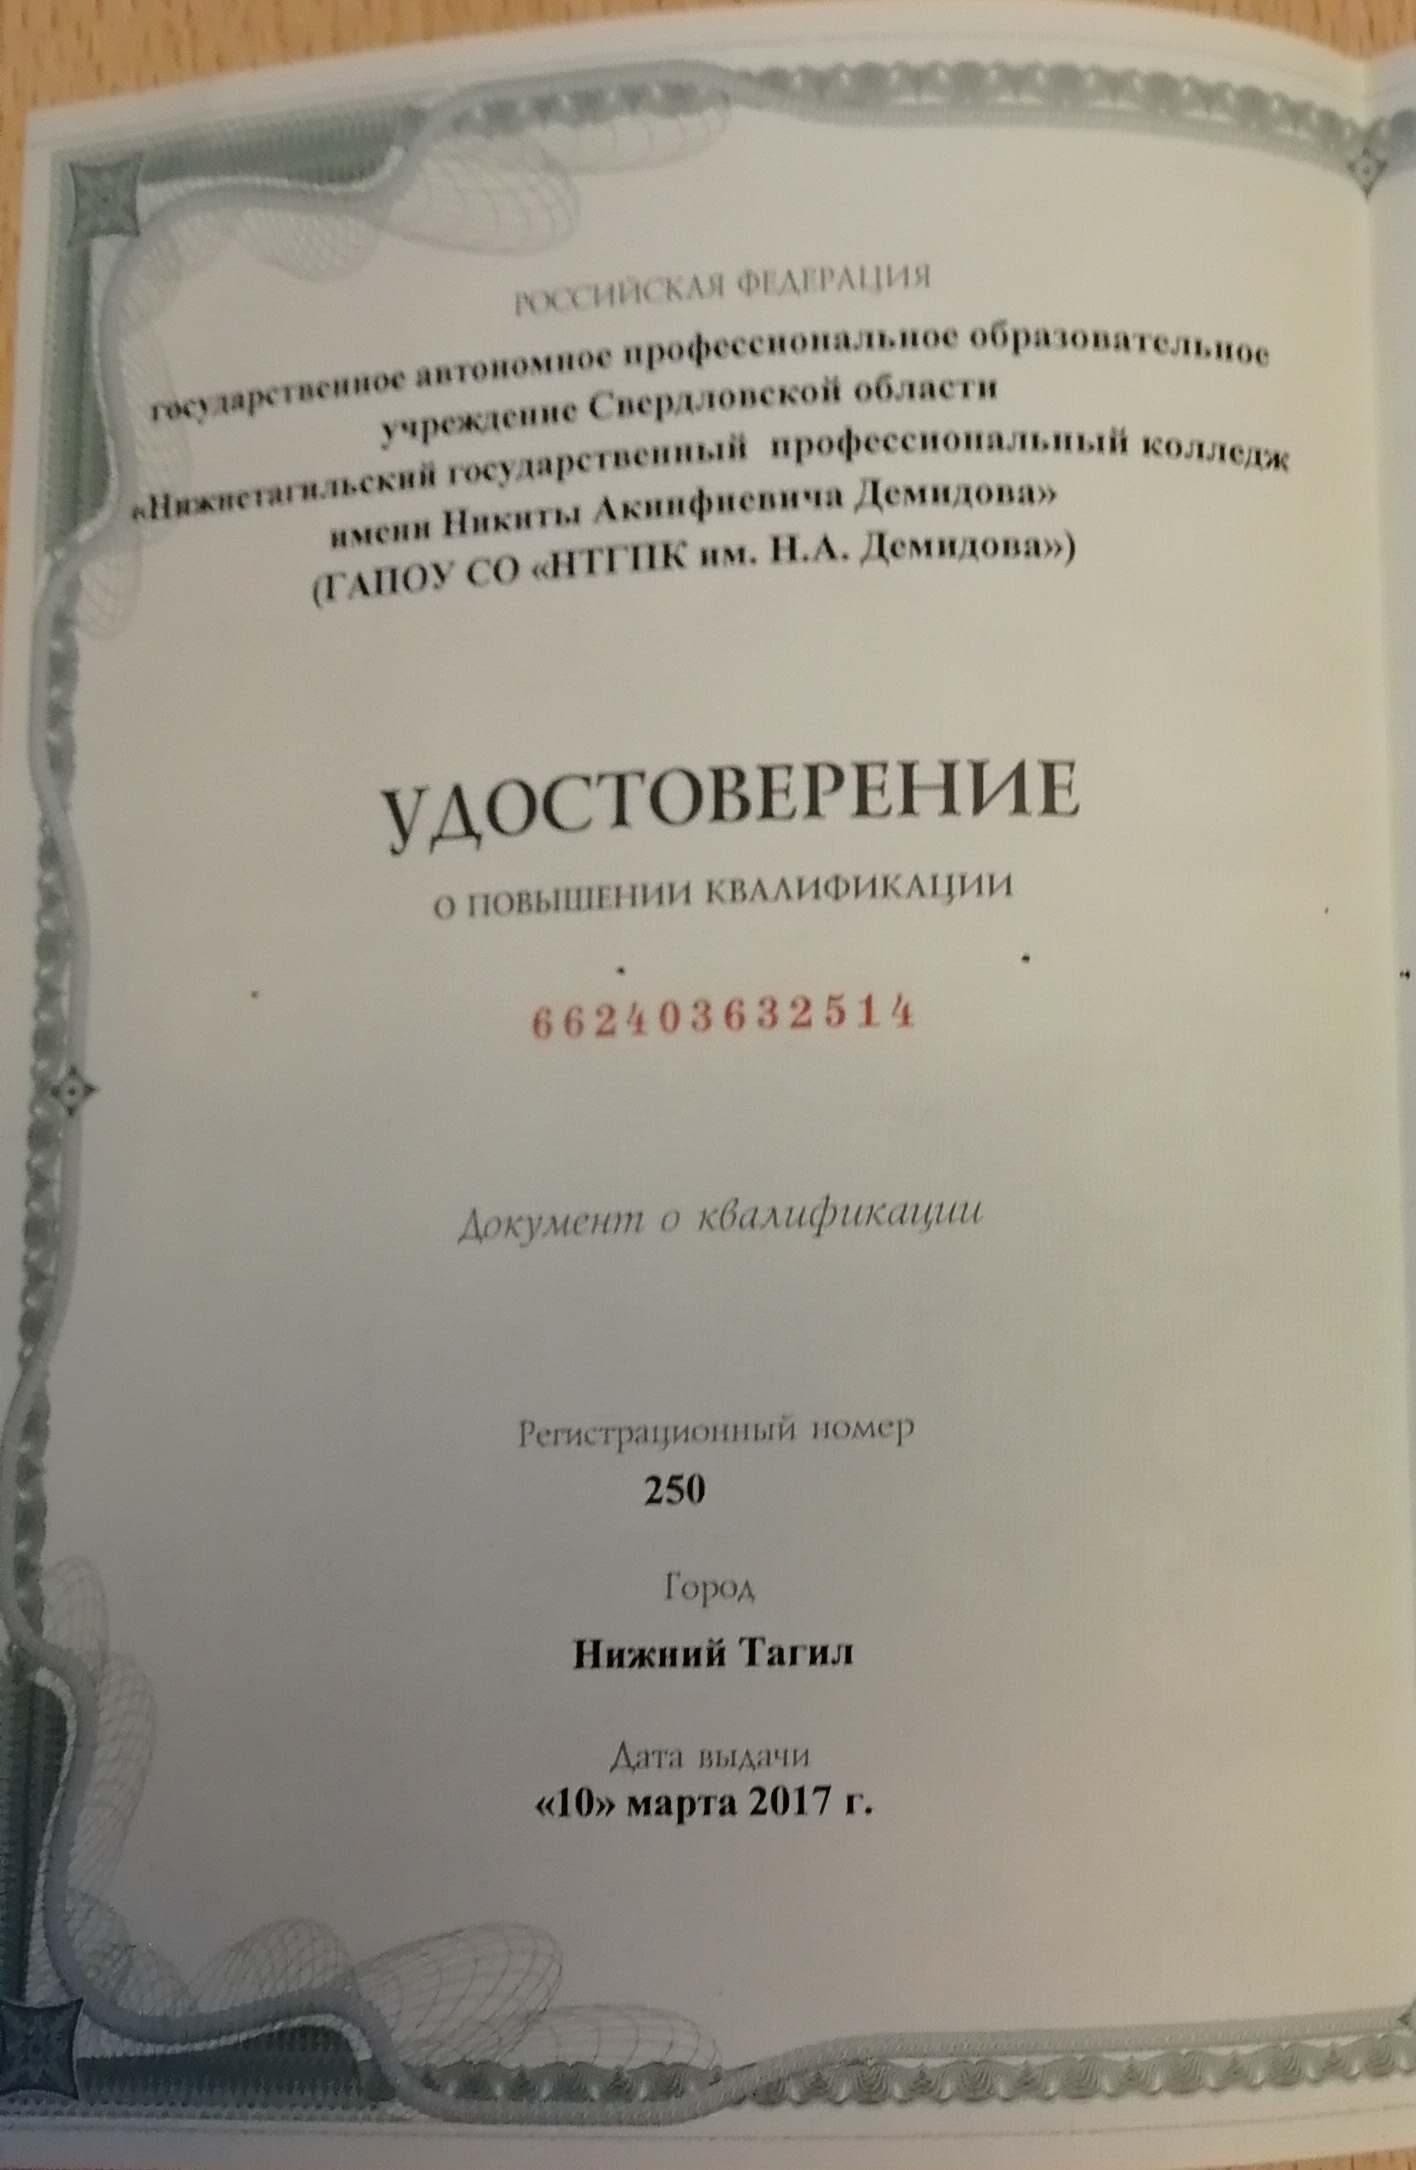 РОССИЙСКАЯ ФЕДЕРАЦИЯ
государственное автономное профессиональное образовательное
учреждение Свердловской области
«Нижнетагильский государственный профессиональный колледж
имени Никиты Акинфиевича Демидова»
(ГАПОУ СО «НТГПК им. Н.А. Демидова»)
УДОСТОВЕРЕНИЕ
О ПОВЫШЕНИИ КВАЛИФИКАЦИИ
662403632514
Документ о квалификации
Регистрационный номер
250
Город
Нижний Тагил
Дата выдачи
«10» марта 2017 г.